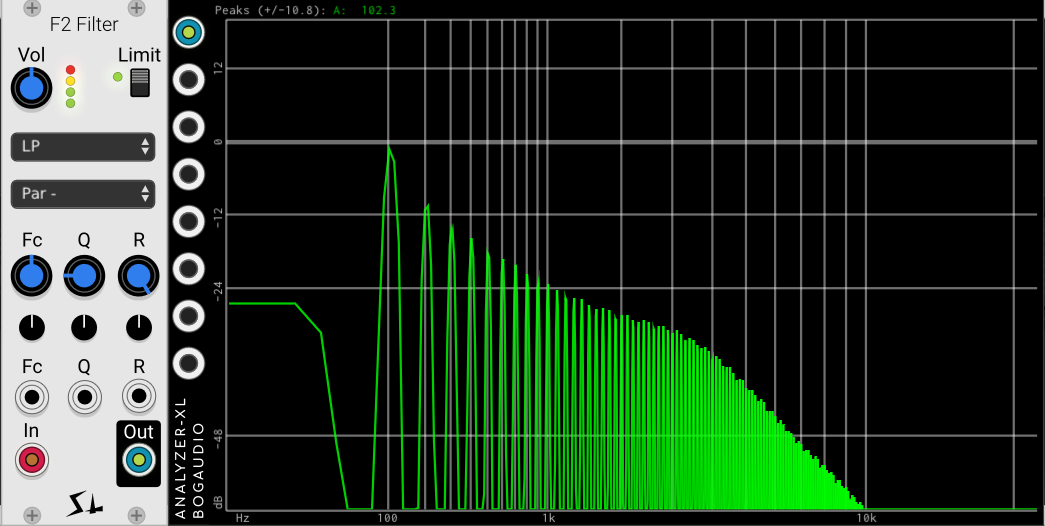 F2 Filter
Vol
Limit
LP
Par -
Fc Q R
Fc Q R
In
Out
ANALYZER-XL
BOGAUDIO
Peaks (+/-10.8): A: 102.3
12
0
-12
-24
-48
dB
Hz 100 1k 10k